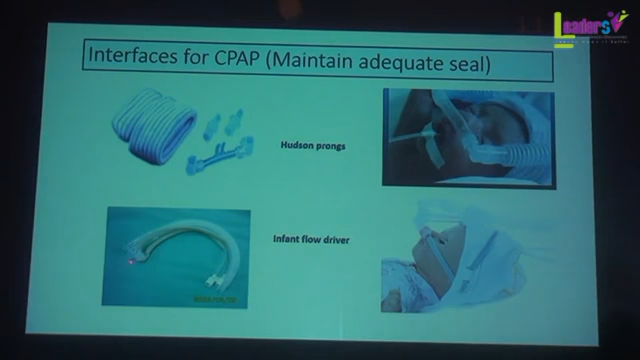 Leaders
Interfaces for CPAP (Maintain adequate seal)
Hudson prongs
Infant flow driver